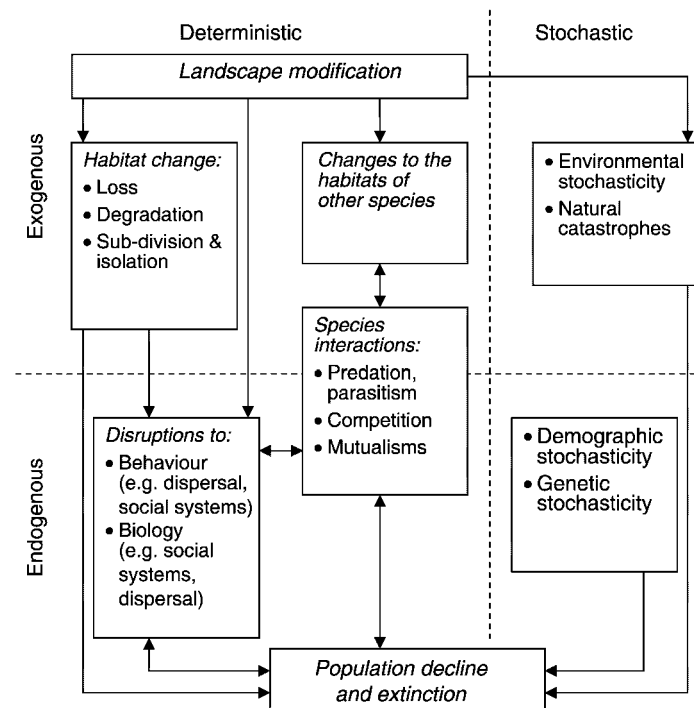 Deterministic
Stochastic
Landscape modification
Exogenous
Habitat change:
• Loss
• Degradation
• Sub-division &
isolation
Changes to the
habitats of
other species
• Environmental
stochasticity
• Natural
catastrophes
Species
interactions:
• Predation,
parasitism
• Competition
• Mutualisms
Endogenous
Disruptions to:
• Behaviour
(e.g. dispersal,
social systems)
• Biology
(e.g. social
systems,
dispersal)
• Demographic
stochasticity
• Genetic
stochasticity
Population decline
and extinction